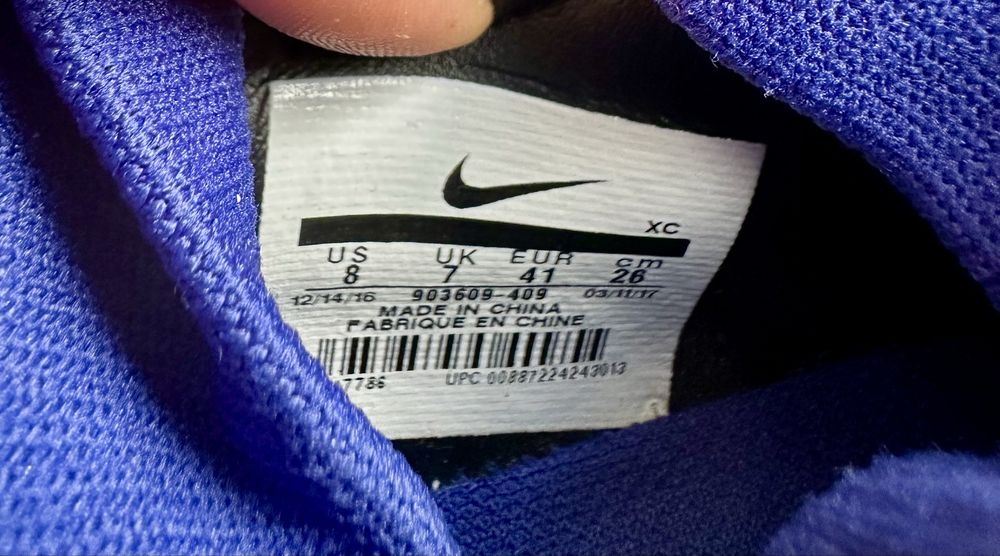 XC
US UK EUR cm
8 7 41 26
12/14/16 903609-409 03/11/17
MADE IN CHINA
FABRIQUE EN CHINE
7786 UPC 00887224243013